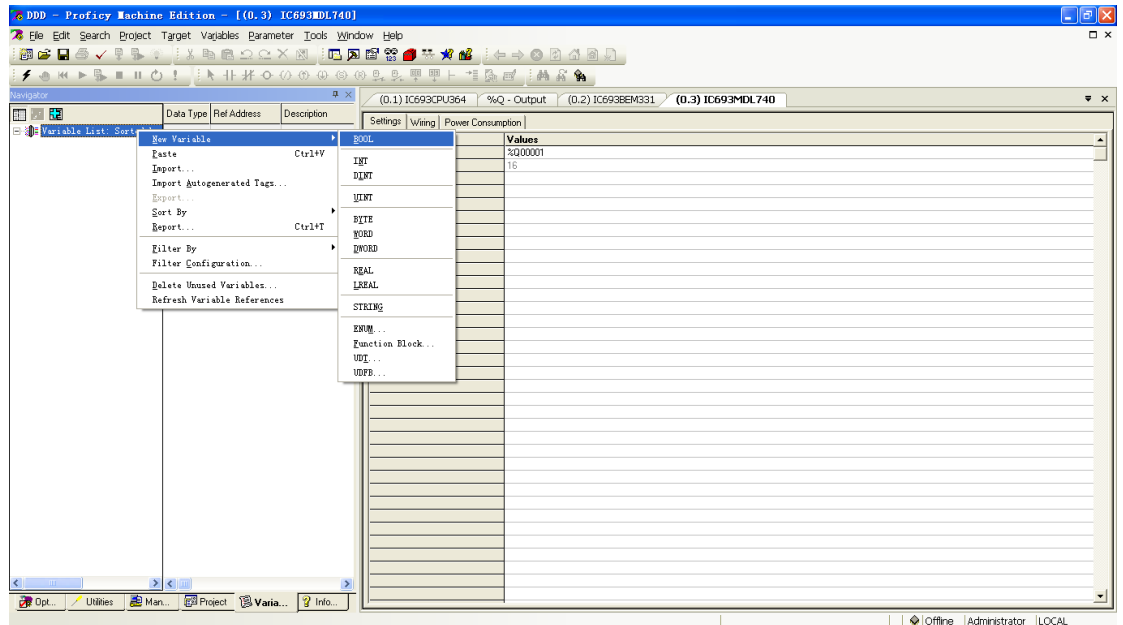 DDD - Proficy Machine Edition - [(0.3) IC693MDL740]
File Edit Search Project Target Variables Parameter Tools Window Help
Navigator
(0.1) IC693CPU364 %Q - Output (0.2) IC693BEM331 (0.3) IC693MDL740
Data Type Ref Address Description
Settings Wiring Power Consumption
Variable List: Sort
Values
%Q00001
16
New Variable
Paste Ctrl+V
Import...
Import Autogenerated Tags...
Export...
Sort By
Report... Ctrl+T
Filter By
Filter Configuration...
Delete Unused Variables...
Refresh Variable References
BOOL
INT
DINT
UINT
BYTE
WORD
DWORD
REAL
LREAL
STRING
ENUM...
Function Block...
UDT...
UDFB...
Opt... Utilities Man... Project Varia... Info...
Offline Administrator LOCAL